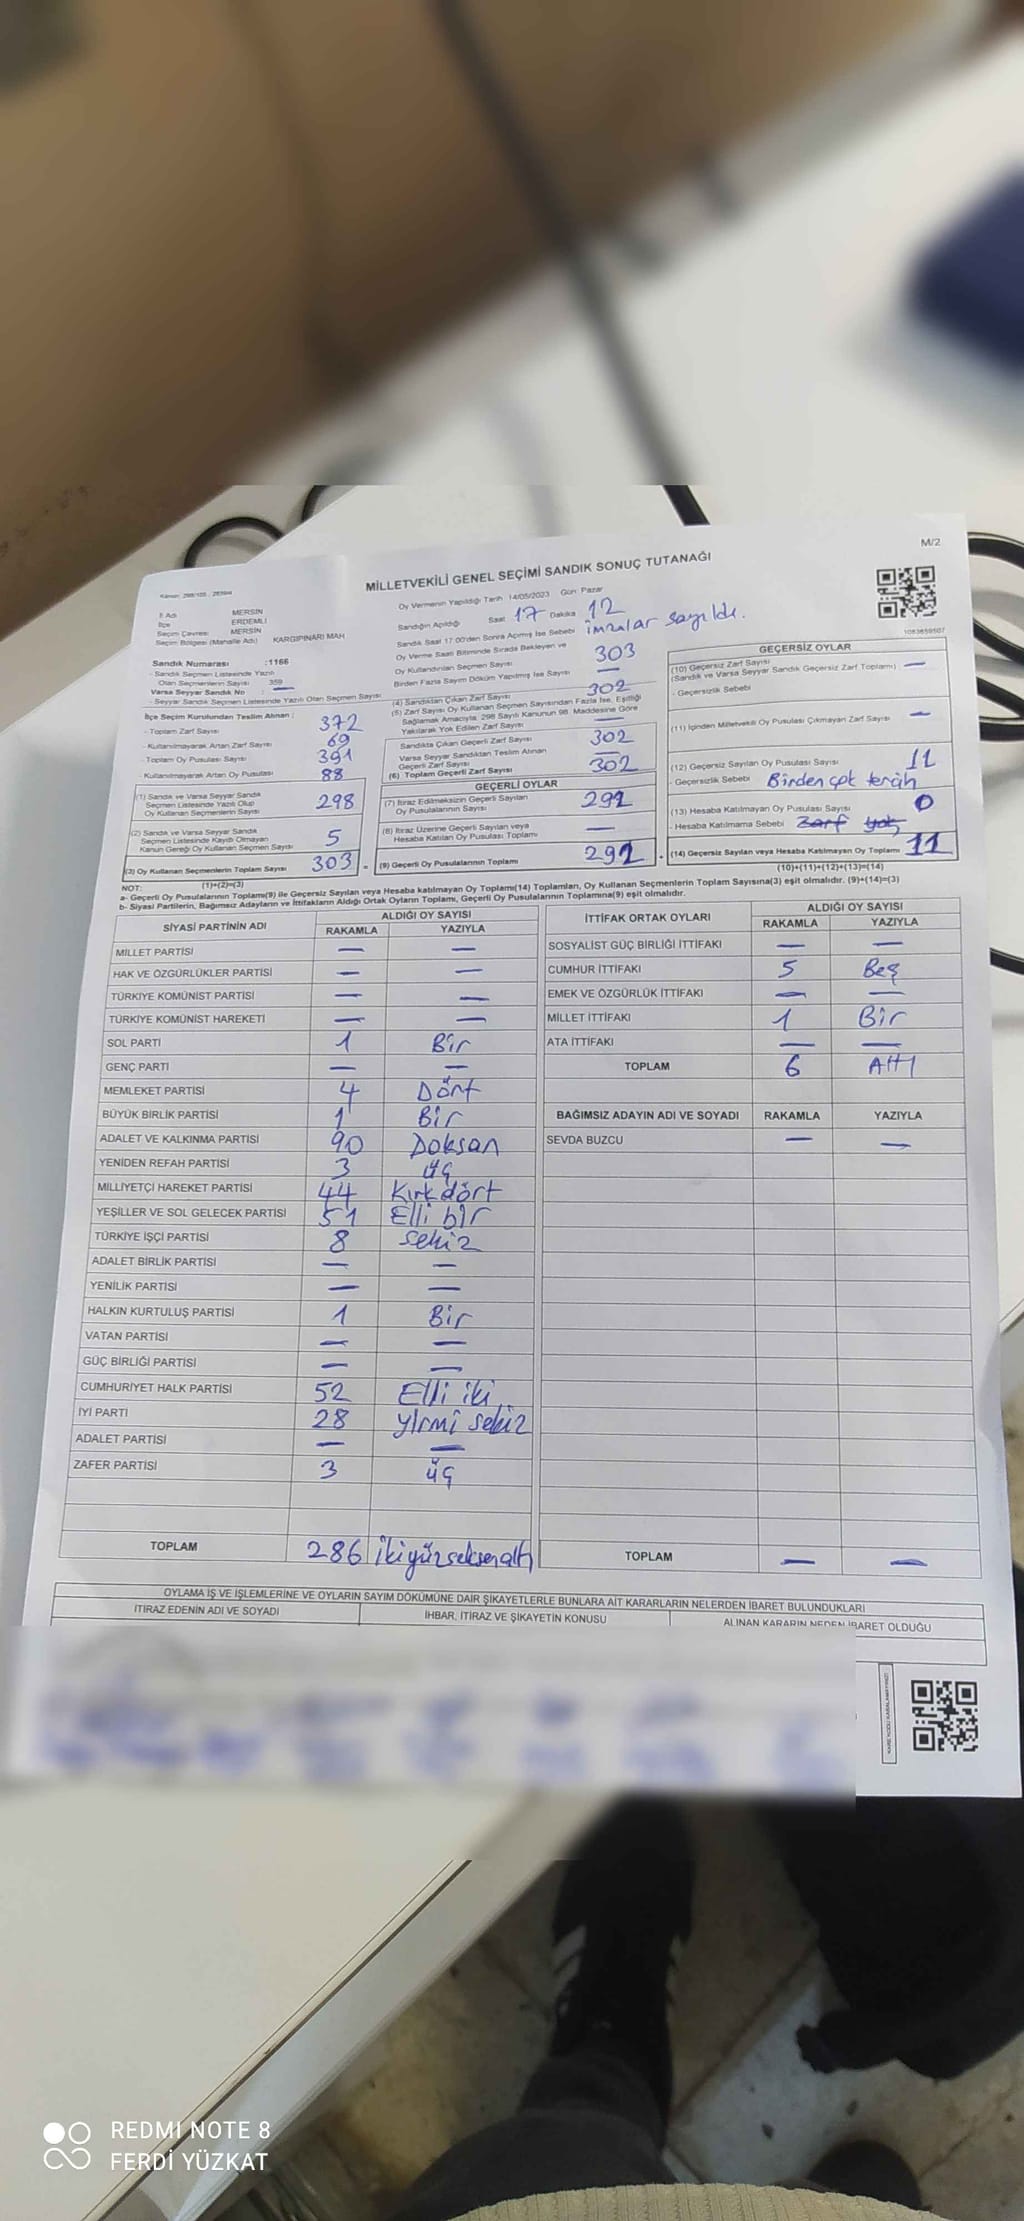 M/2
MİLLETVEKİLİ GENEL SEÇİMİ SANDIK SONUÇ TUTANAĞI
İl Adı MERSİN
İlçe ERDEMLİ
Seçim Çevresi MERSİN
Seçim Bölgesi (Mahalle Adı) KARGIPINARI MAH
Oy Vermenin Yapıldığı Tarih 14/05/2023 Gün: Pazar
Sandığın Açıldığı Saat 17 Dakika 12
Sandık Saat 17:00'den Sonra Açılmış İse Sebebi İmzalar sayıldı.
1083659507
Sandık Numarası :1166
- Sandık Seçmen Listesinde Yazılı
Olan Seçmenlerin Sayısı 359
Varsa Seyyar Sandık No : —
- Seyyar Sandık Seçmen Listesinde Yazılı Olan Seçmen Sayısı
İlçe Seçim Kurulundan Teslim Alınan :
- Toplam Zarf Sayısı 372
- Kullanılmayarak Artan Zarf Sayısı 69
- Toplam Oy Pusulası Sayısı 391
- Kullanılmayarak Artan Oy Pusulası 88
(1) Sandık ve Varsa Seyyar Sandık
Seçmen Listesinde Yazılı Olup
Oy Kullanan Seçmenlerin Sayısı 298
(2) Sandık ve Varsa Seyyar Sandık
Seçmen Listesinde Kayıtlı Olmayan
Kanun Gereği Oy Kullanan Seçmen Sayısı 5
(3) Oy Kullanan Seçmenlerin Toplam Sayısı 303
(1)+(2)=(3)
Oy Verme Saati Bitiminde Sırada Bekleyen ve
Oy Kullandırılan Seçmen Sayısı 303
Birden Fazla Sayım Döküm Yapılmış İse Sayısı —
(4) Sandıktan Çıkan Zarf Sayısı 302
(5) Zarf Sayısı Oy Kullanan Seçmen Sayısından Fazla İse, Eşitliği
Sağlamak Amacıyla 298 Sayılı Kanunun 98. Maddesine Göre
Yakılarak Yok Edilen Zarf Sayısı —
Sandıkta Çıkan Geçerli Zarf Sayısı 302
Varsa Seyyar Sandıktan Teslim Alınan
Geçerli Zarf Sayısı —
(6) Toplam Geçerli Zarf Sayısı 302
GEÇERLİ OYLAR
(7) İtiraz Edilmeksizin Geçerli Sayılan
Oy Pusulalarının Sayısı 292
(8) İtiraz Üzerine Geçerli Sayılan veya
Hesaba Katılan Oy Pusulası Toplamı —
= (9) Geçerli Oy Pusulalarının Toplamı 292
GEÇERSİZ OYLAR
(10) Geçersiz Zarf Sayısı
(Sandık ve Varsa Seyyar Sandık Geçersiz Zarf Toplamı) —
- Geçersizlik Sebebi
(11) İçinden Milletvekili Oy Pusulası Çıkmayan Zarf Sayısı —
(12) Geçersiz Sayılan Oy Pusulası Sayısı 11
- Geçersizlik Sebebi Birden çok tercih
(13) Hesaba Katılmayan Oy Pusulası Sayısı 0
- Hesaba Katılmama Sebebi Zarf yok
+ (14) Geçersiz Sayılan veya Hesaba Katılmayan Oy Toplamı 11
(10)+(11)+(12)+(13)=(14)
NOT:
a- Geçerli Oy Pusulalarının Toplamı(9) ile Geçersiz Sayılan veya Hesaba katılmayan Oy Toplamı(14) Toplamları, Oy Kullanan Seçmenlerin Toplam Sayısına(3) eşit olmalıdır. (9)+(14)=(3)
b- Siyasi Partilerin, Bağımsız Adayların ve İttifakların Aldığı Ortak Oyların Toplamı, Geçerli Oy Pusulalarının Toplamına(9) eşit olmalıdır.
SİYASİ PARTİNİN ADI ALDIĞI OY SAYISI
RAKAMLA YAZIYLA
MİLLET PARTİSİ — —
HAK VE ÖZGÜRLÜKLER PARTİSİ — —
TÜRKİYE KOMÜNİST PARTİSİ — —
TÜRKİYE KOMÜNİST HAREKETİ — —
SOL PARTİ 1 Bir
GENÇ PARTİ — —
MEMLEKET PARTİSİ 4 Dört
BÜYÜK BİRLİK PARTİSİ 1 Bir
ADALET VE KALKINMA PARTİSİ 90 Doksan
YENİDEN REFAH PARTİSİ 3 üç
MİLLİYETÇİ HAREKET PARTİSİ 44 Kırkdört
YEŞİLLER VE SOL GELECEK PARTİSİ 51 Elli bir
TÜRKİYE İŞÇİ PARTİSİ 8 sekiz
ADALET BİRLİK PARTİSİ — —
YENİLİK PARTİSİ — —
HALKIN KURTULUŞ PARTİSİ 1 Bir
VATAN PARTİSİ — —
GÜÇ BİRLİĞİ PARTİSİ — —
CUMHURİYET HALK PARTİSİ 52 Elli iki
İYİ PARTİ 28 yirmi sekiz
ADALET PARTİSİ — —
ZAFER PARTİSİ 3 üç
TOPLAM 286 ikiyüzseksenaltı
İTTİFAK ORTAK OYLARI ALDIĞI OY SAYISI
RAKAMLA YAZIYLA
SOSYALİST GÜÇ BİRLİĞİ İTTİFAKI — —
CUMHUR İTTİFAKI 5 Beş
EMEK VE ÖZGÜRLÜK İTTİFAKI — —
MİLLET İTTİFAKI 1 Bir
ATA İTTİFAKI — —
TOPLAM 6 Altı
BAĞIMSIZ ADAYIN ADI VE SOYADI RAKAMLA YAZIYLA
SEVDA BUZCU — —
TOPLAM — —
OYLAMA İŞ VE İŞLEMLERİNE VE OYLARIN SAYIM DÖKÜMÜNE DAİR ŞİKAYETLERLE BUNLARA AİT KARARLARIN NELERDEN İBARET BULUNDUKLARI
İTİRAZ EDENİN ADI VE SOYADI İHBAR, İTİRAZ VE ŞİKAYETİN KONUSU ALINAN KARARIN NEDEN İBARET OLDUĞU
REDMI NOTE 8
FERDİ YÜZKAT